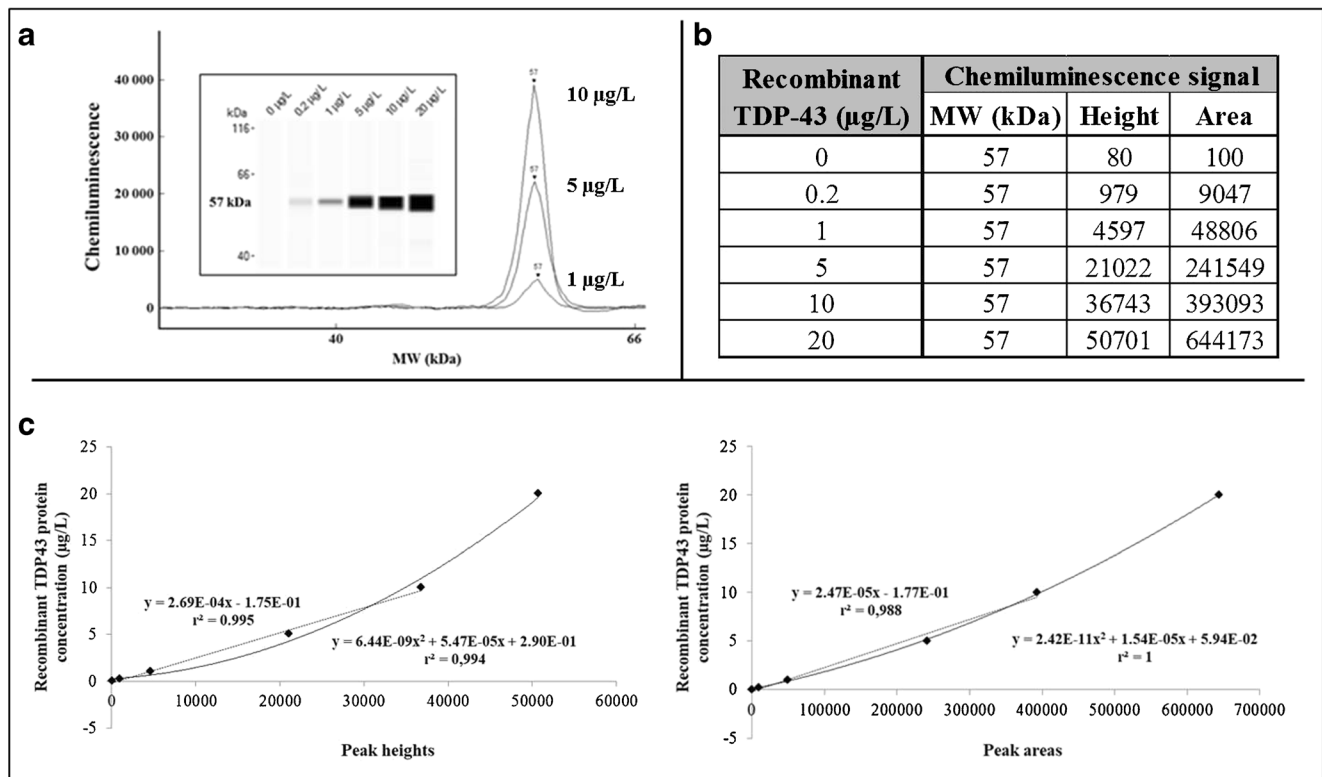 a
Chemiluminescence
40 000
30 000
20 000
10 000
0
40
66
MW (kDa)
57
10 µg/L
57
5 µg/L
57
1 µg/L
kDa
0 µg/L
0.2 µg/L
1 µg/L
5 µg/L
10 µg/L
20 µg/L
116-
66-
57 kDa
40-
b
Recombinant TDP-43 (µg/L) Chemiluminescence signal
MW (kDa) Height Area
0 57 80 100
0.2 57 979 9047
1 57 4597 48806
5 57 21022 241549
10 57 36743 393093
20 57 50701 644173
c
Recombinant TDP43 protein
concentration (µg/L)
25
20
15
10
5
0
-5
y = 2.69E-04x - 1.75E-01
r² = 0.995
y = 6.44E-09x² + 5.47E-05x + 2.90E-01
r² = 0,994
0 10000 20000 30000 40000 50000 60000
Peak heights
Recombinant TDP43 protein
concentration (µg/L)
25
20
15
10
5
0
-5
y = 2.47E-05x - 1.77E-01
r² = 0,988
y = 2.42E-11x² + 1.54E-05x + 5.94E-02
r² = 1
0 100000 200000 300000 400000 500000 600000 700000
Peak areas